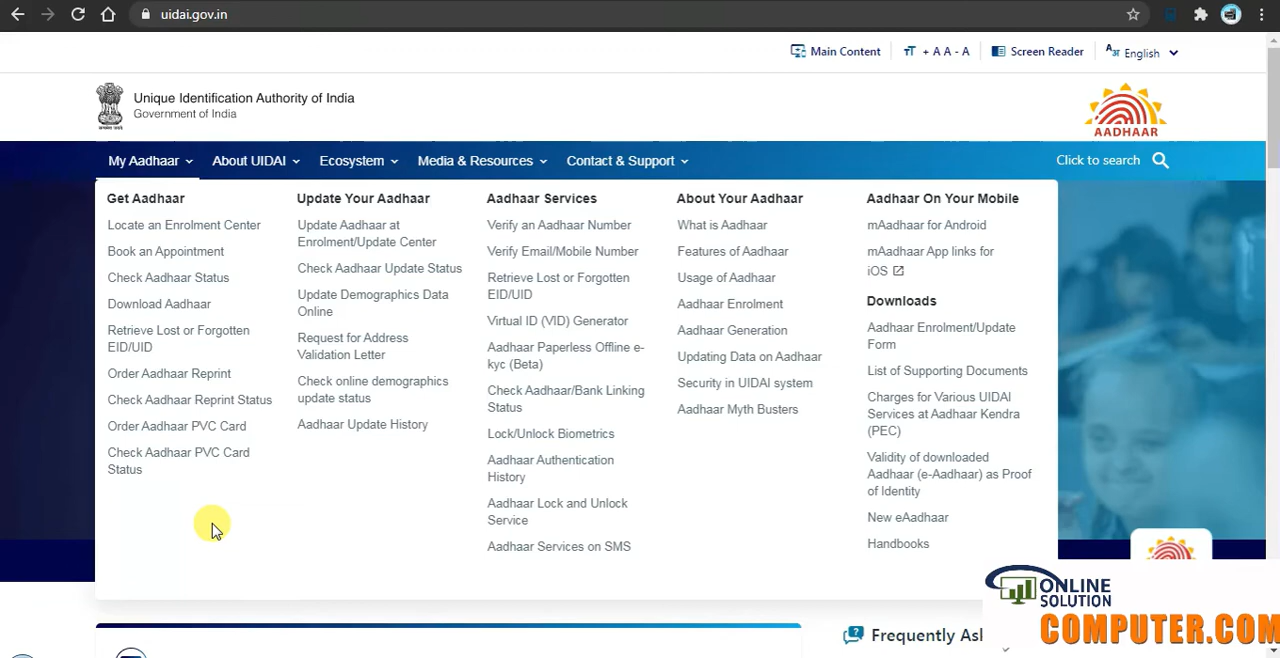 uidai.gov.in
Main Content
TT + A A - A
Screen Reader
English
Unique Identification Authority of India
Government of India
AADHAAR
My Aadhaar
About UIDAI
Ecosystem
Media & Resources
Contact & Support
Click to search
Get Aadhaar
Locate an Enrolment Center
Book an Appointment
Check Aadhaar Status
Download Aadhaar
Retrieve Lost or Forgotten
EID/UID
Order Aadhaar Reprint
Check Aadhaar Reprint Status
Order Aadhaar PVC Card
Check Aadhaar PVC Card
Status
Update Your Aadhaar
Update Aadhaar at
Enrolment/Update Center
Check Aadhaar Update Status
Update Demographics Data
Online
Request for Address
Validation Letter
Check online demographics
update status
Aadhaar Update History
Aadhaar Services
Verify an Aadhaar Number
Verify Email/Mobile Number
Retrieve Lost or Forgotten
EID/UID
Virtual ID (VID) Generator
Aadhaar Paperless Offline e-
kyc (Beta)
Check Aadhaar/Bank Linking
Status
Lock/Unlock Biometrics
Aadhaar Authentication
History
Aadhaar Lock and Unlock
Service
Aadhaar Services on SMS
About Your Aadhaar
What is Aadhaar
Features of Aadhaar
Usage of Aadhaar
Aadhaar Enrolment
Aadhaar Generation
Updating Data on Aadhaar
Security in UIDAI system
Aadhaar Myth Busters
Aadhaar On Your Mobile
mAadhaar for Android
mAadhaar App links for
iOS
Downloads
Aadhaar Enrolment/Update
Form
List of Supporting Documents
Charges for Various UIDAI
Services at Aadhaar Kendra
(PEC)
Validity of downloaded
Aadhaar (e-Aadhaar) as Proof
of Identity
New eAadhaar
Handbooks
Frequently Ask
ONLINE
SOLUTION
COMPUTER.COM